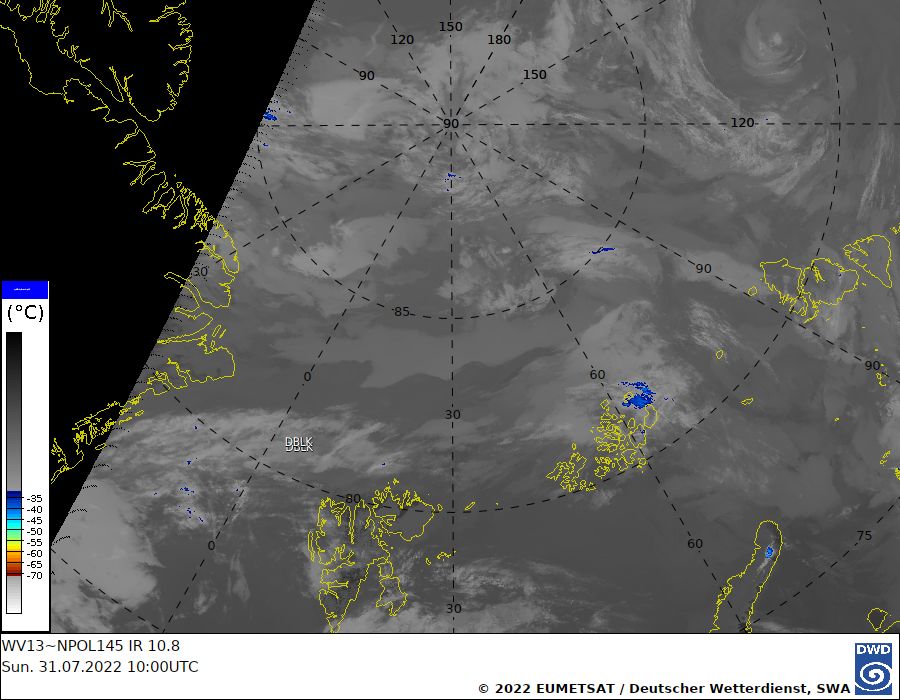 150
120 180
90 150
90 120
30
90
85
(°C)
0 60 90
30
DBLK
DBLK
80
-35
-40
-45
-50
-55
-60
-65
-70
0 60 75
30
WV13~NPOL145 IR 10.8
Sun. 31.07.2022 10:00UTC
DWD
© 2022 EUMETSAT / Deutscher Wetterdienst, SWA